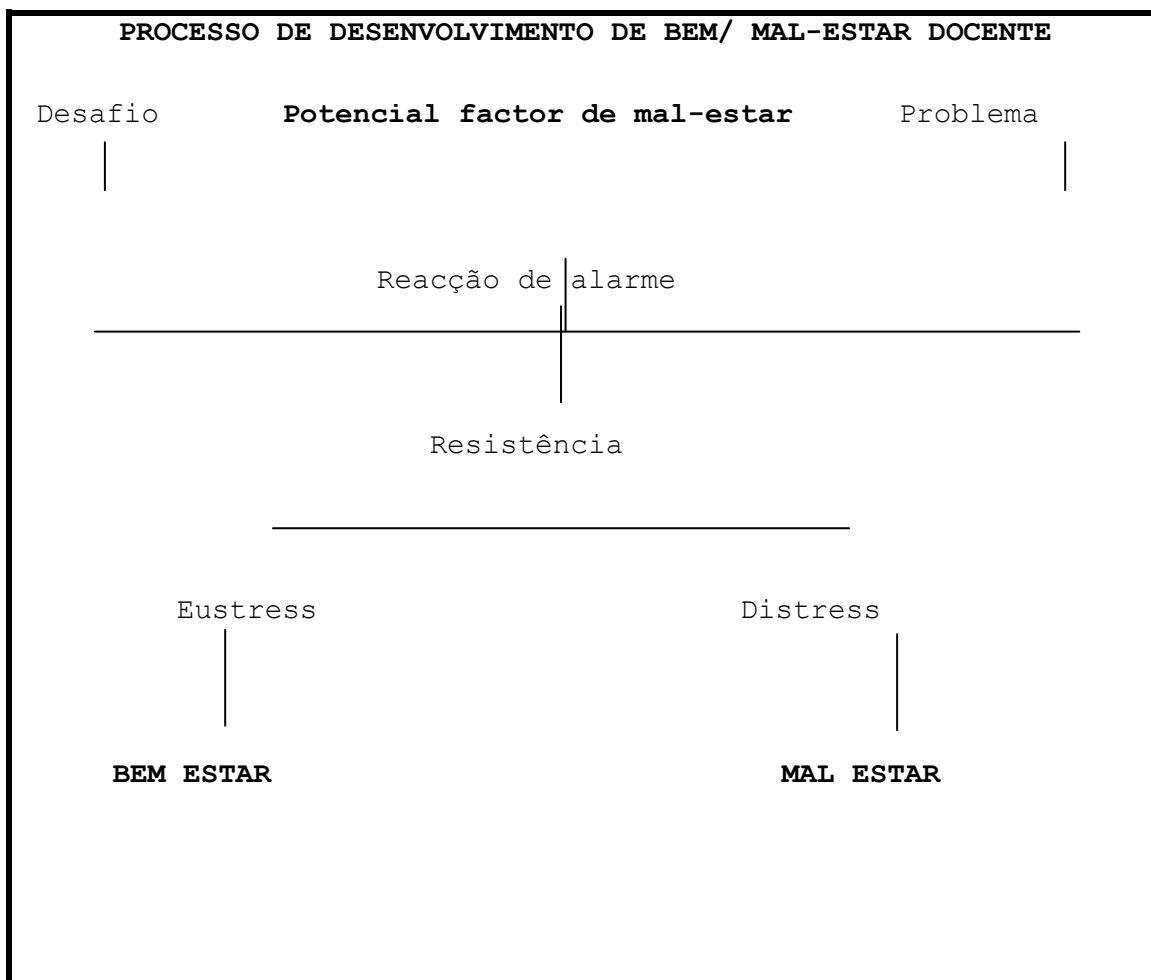 PROCESSO DE DESENVOLVIMENTO DE BEM/ MAL-ESTAR DOCENTE
Desafio Potencial factor de mal-estar Problema
Reacção de alarme
Resistência
Eustress Distress
BEM ESTAR MAL ESTAR